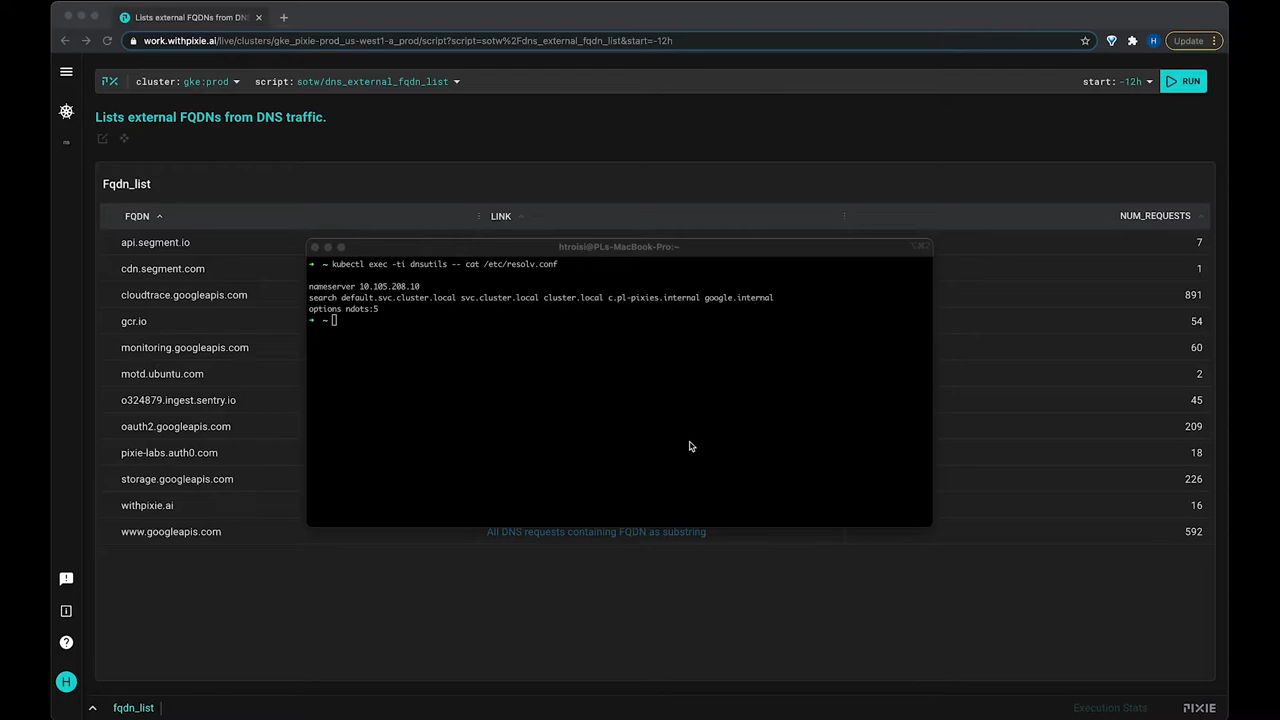 Lists external FQDNs from DN
work.withpixie.ai/live/clusters/gke_pixie-prod_us-west1-a_prod/script?script=sotw%2Fdns_external_fqdn_list&start=-12h
H
Update
cluster: gke:prod
script: sotw/dns_external_fqdn_list
start: -12h
RUN
Lists external FQDNs from DNS traffic.
ns
Fqdn_list
FQDN LINK NUM_REQUESTS
api.segment.io 7
cdn.segment.com 1
cloudtrace.googleapis.com 891
gcr.io 54
monitoring.googleapis.com 60
motd.ubuntu.com 2
o324879.ingest.sentry.io 45
oauth2.googleapis.com 209
pixie-labs.auth0.com 18
storage.googleapis.com 226
withpixie.ai 16
www.googleapis.com All DNS requests containing FQDN as substring 592
htroisi@PLs-MacBook-Pro:~
⌥⌘2
➜ ~ kubectl exec -ti dnsutils -- cat /etc/resolv.conf
nameserver 10.105.208.10
search default.svc.cluster.local svc.cluster.local cluster.local c.pl-pixies.internal google.internal
options ndots:5
➜ ~
H
fqdn_list
Execution Stats
PIXIE